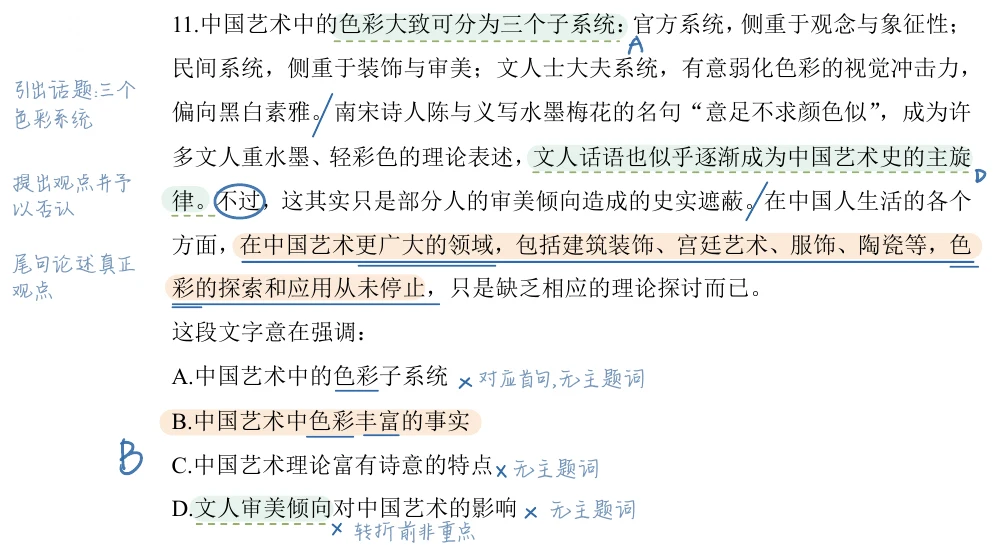 11.中国艺术中的色彩大致可分为三个子系统：官方系统，侧重于观念与象征性；
A
民间系统，侧重于装饰与审美；文人士大夫系统，有意弱化色彩的视觉冲击力，
引出话题:三个
色彩系统
偏向黑白素雅。南宋诗人陈与义写水墨梅花的名句“意足不求颜色似”，成为许
多文人重水墨、轻彩色的理论表述，文人话语也似乎逐渐成为中国艺术史的主旋
D
提出观点并予
以否认
律。不过，这其实只是部分人的审美倾向造成的史实遮蔽。在中国人生活的各个
方面，在中国艺术更广大的领域，包括建筑装饰、宫廷艺术、服饰、陶瓷等，色
尾句论述真正
观点
彩的探索和应用从未停止，只是缺乏相应的理论探讨而已。
这段文字意在强调：
A.中国艺术中的色彩子系统 × 对应首句,无主题词
B.中国艺术中色彩丰富的事实
B
C.中国艺术理论富有诗意的特点 × 无主题词
D.文人审美倾向对中国艺术的影响 × 无主题词
× 转折前非重点